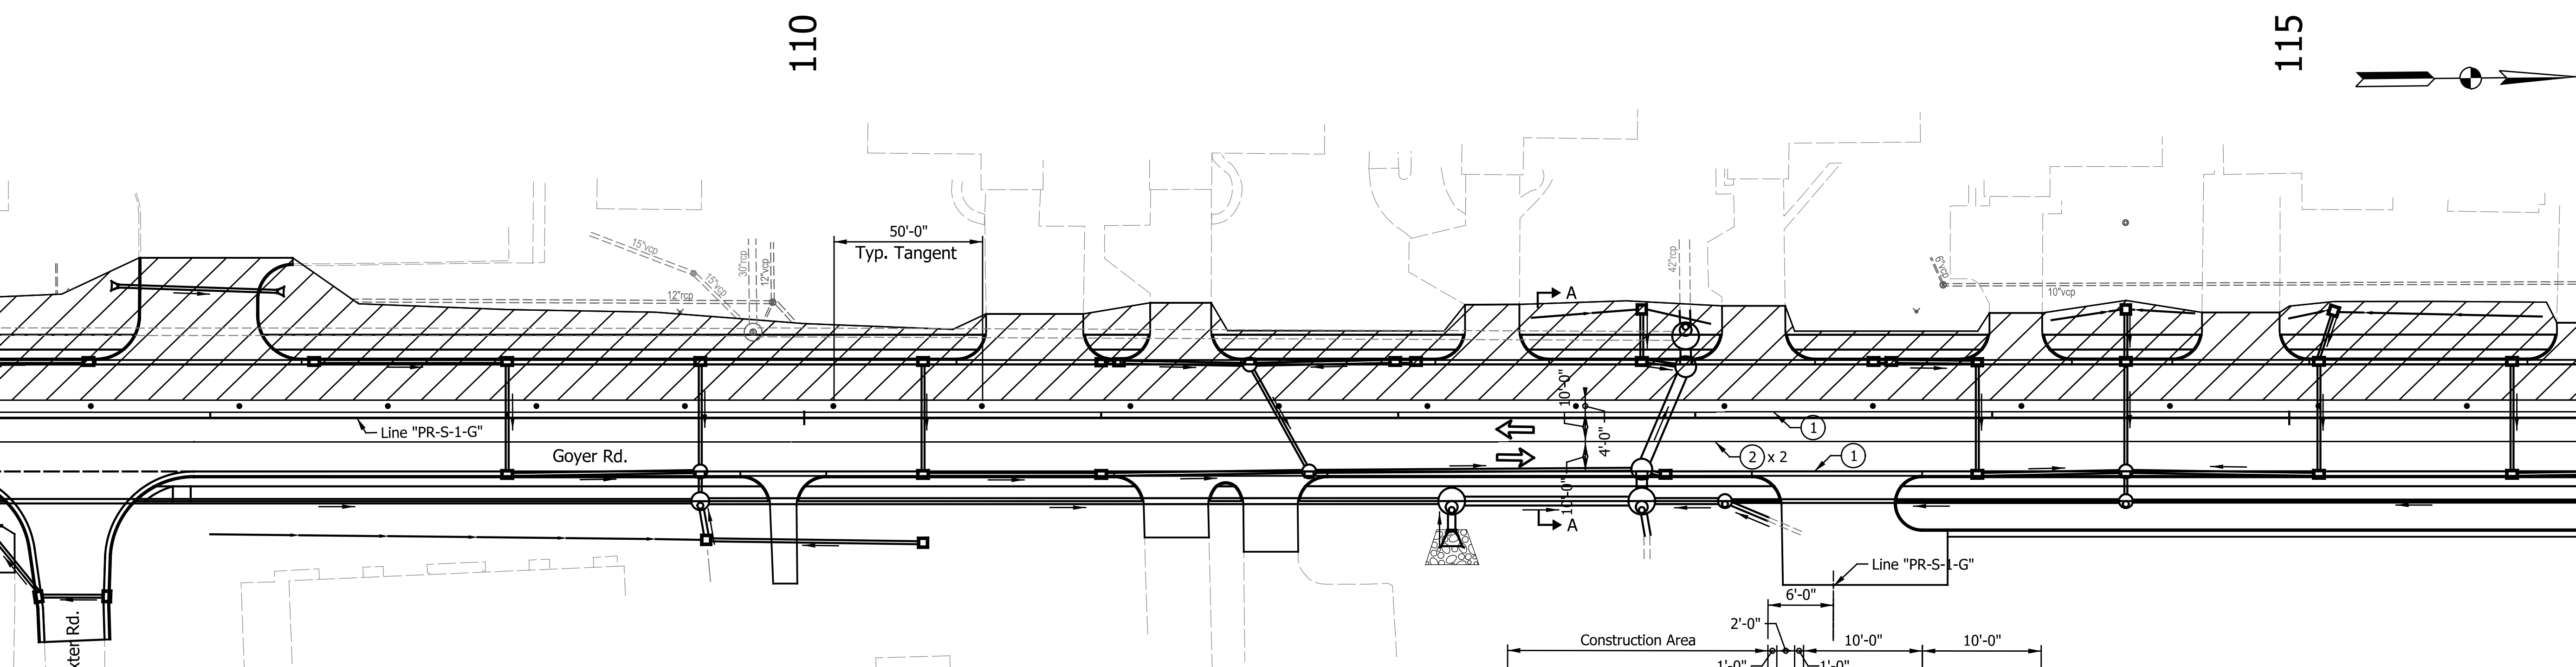 110
115
50'-0"
Typ. Tangent
15"vcp
15"vcp
30"rcp
12"vcp
12"rcp
42"rcp
6"vcp
10"vcp
A
10'-0"
4'-0"
10'-0"
A
Line "PR-S-1-G"
Goyer Rd.
1
2 x 2
1
Line "PR-S-1-G"
6'-0"
2'-0"
Construction Area
10'-0"
10'-0"
1'-0"
1'-0"
xter Rd.